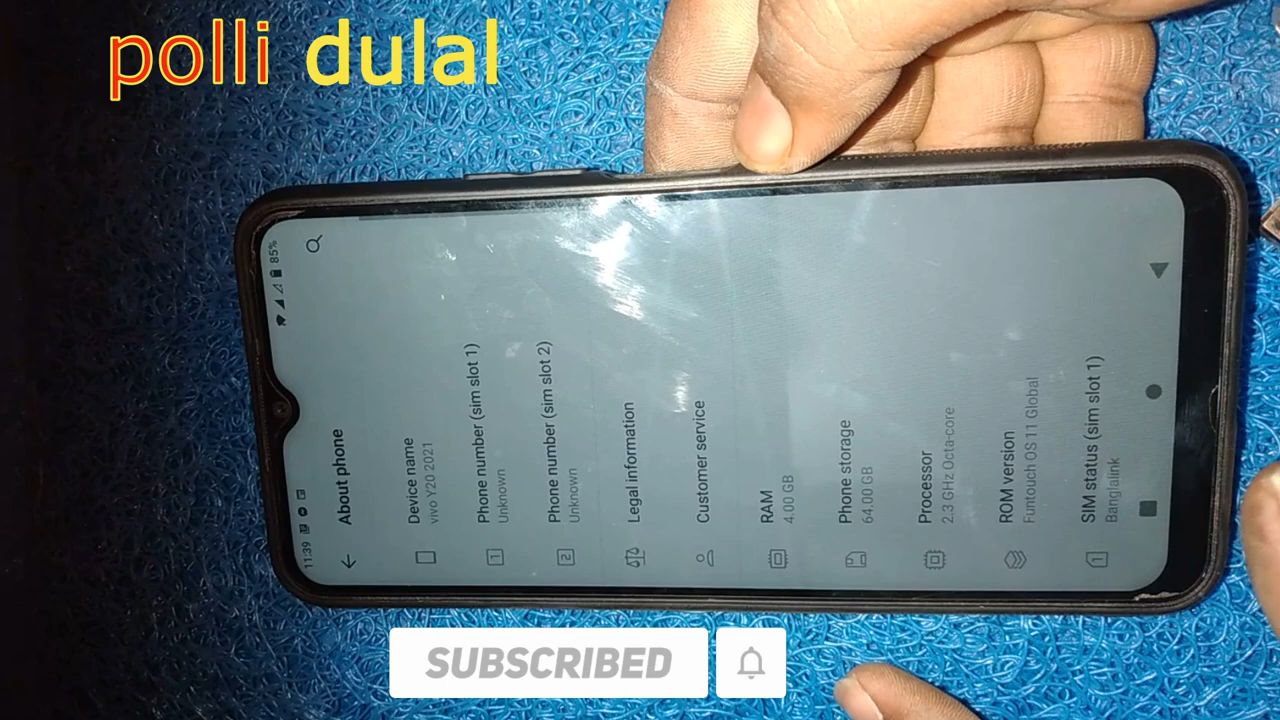 polli dulal
11:39
85%
About phone
Device name
vivo Y20 2021
Phone number (sim slot 1)
Unknown
Phone number (sim slot 2)
Unknown
Legal information
Customer service
RAM
4.00 GB
Phone storage
64.00 GB
Processor
2.3 GHz Octa-core
ROM version
Funtouch OS 11 Global
SIM status (sim slot 1)
Banglalink
SUBSCRIBED